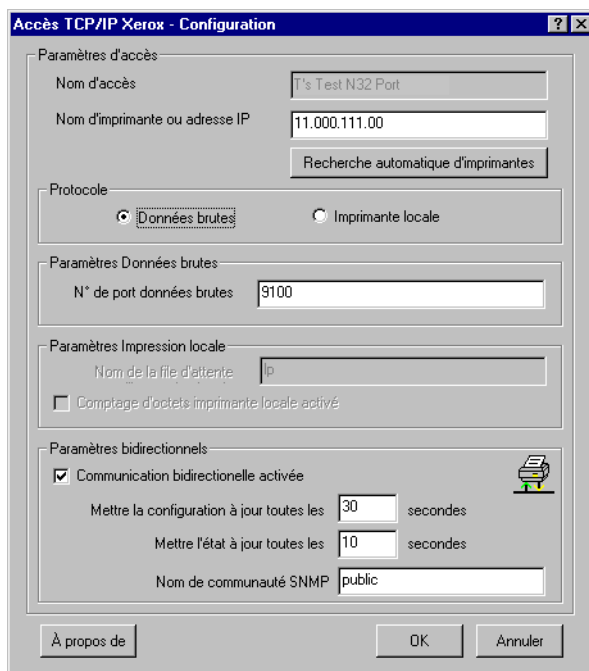 Accès TCP/IP Xerox - Configuration
Paramètres d'accès
Nom d'accès T's Test N32 Port
Nom d'imprimante ou adresse IP 11.000.111.00
Recherche automatique d'imprimantes
Protocole
Données brutes Imprimante locale
Paramètres Données brutes
N° de port données brutes 9100
Paramètres Impression locale
Nom de la file d'attente lp
Comptage d'octets imprimante locale activé
Paramètres bidirectionnels
Communication bidirectionelle activée
Mettre la configuration à jour toutes les 30 secondes
Mettre l'état à jour toutes les 10 secondes
Nom de communauté SNMP public
À propos de OK Annuler